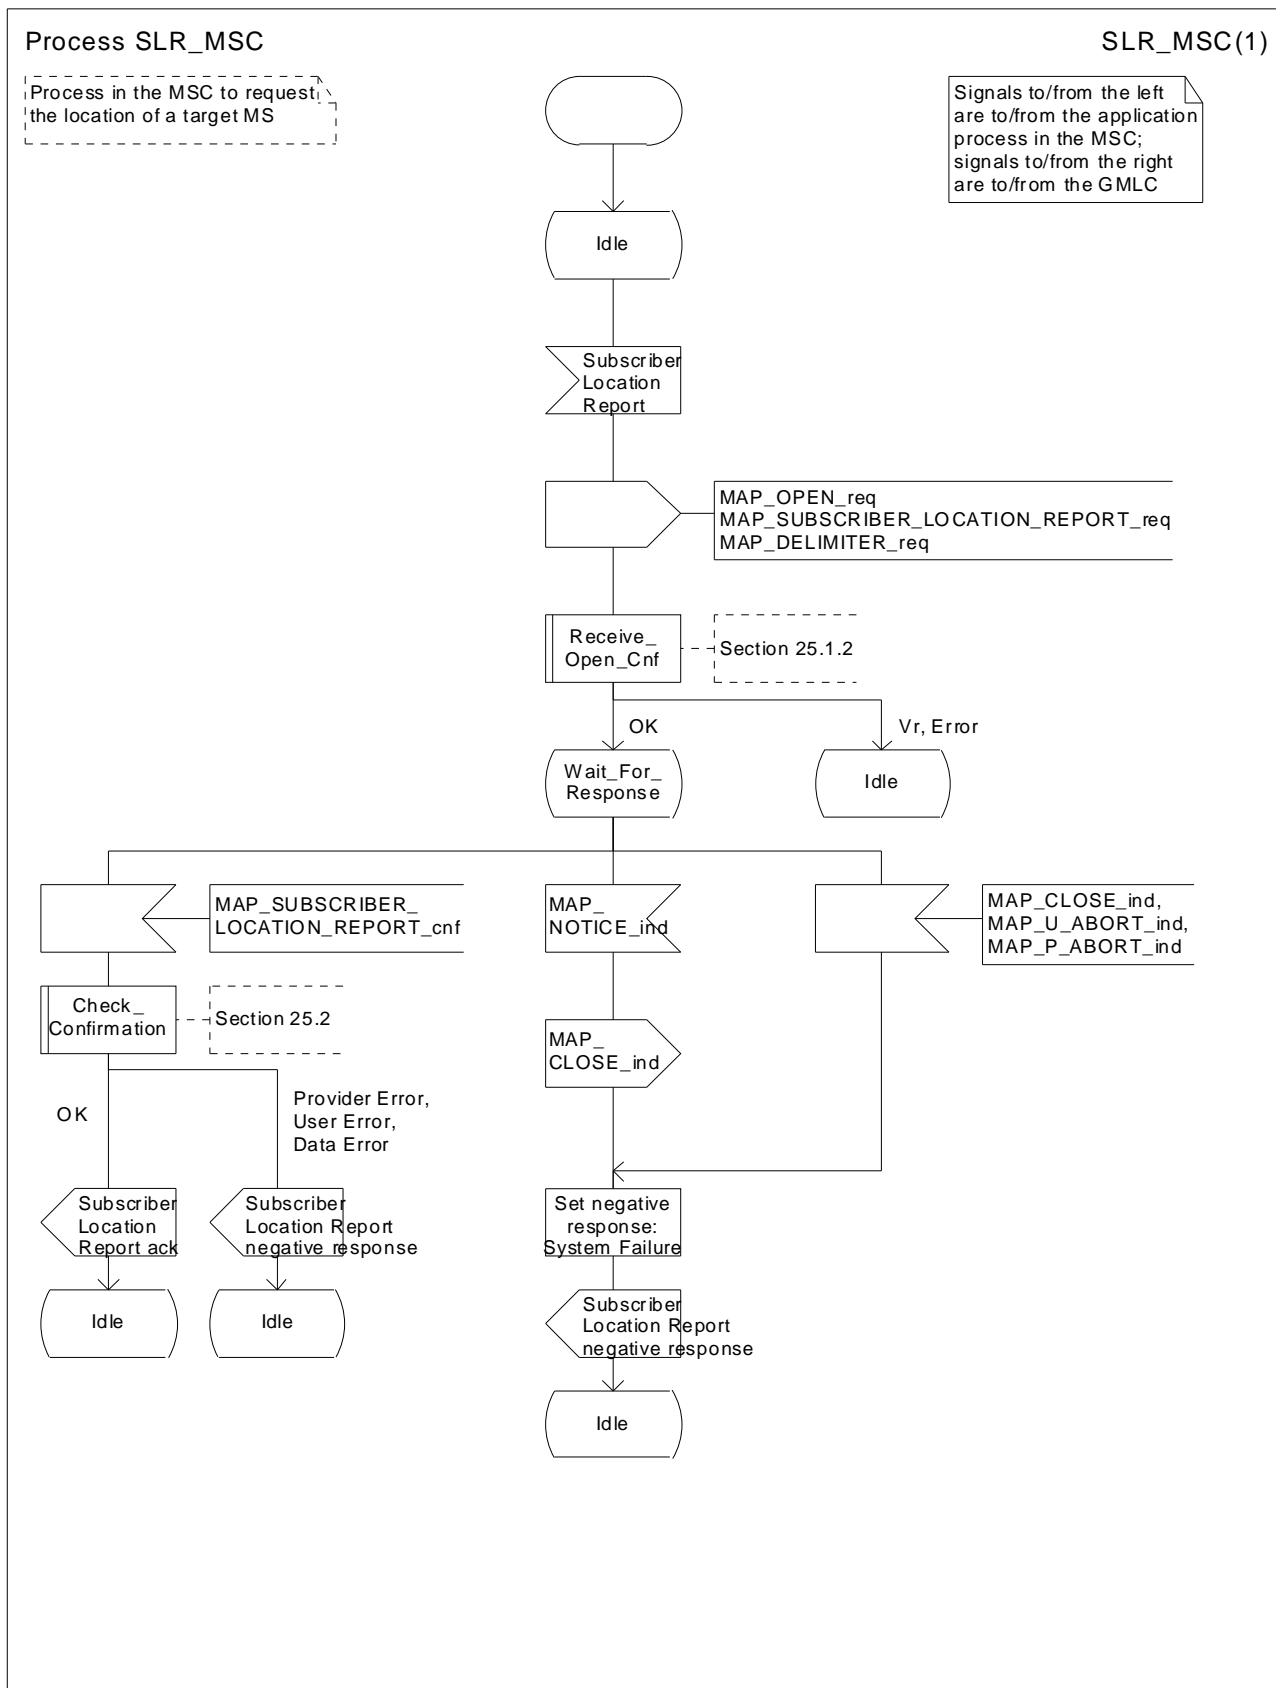 Process SLR_MSC
SLR_MSC(1)
Process in the MSC to request
the location of a target MS
Signals to/from the left
are to/from the application
process in the MSC;
signals to/from the right
are to/from the GMLC
Idle
Subscriber
Location
Report
MAP_OPEN_req
MAP_SUBSCRIBER_LOCATION_REPORT_req
MAP_DELIMITER_req
Receive_
Open_Cnf
Section 25.1.2
OK
Vr, Error
Wait_For_
Response
Idle
MAP_SUBSCRIBER_
LOCATION_REPORT_cnf
MAP_
NOTICE_ind
MAP_CLOSE_ind,
MAP_U_ABORT_ind,
MAP_P_ABORT_ind
Check_
Confirmation
Section 25.2
MAP_
CLOSE_ind
OK
Provider Error,
User Error,
Data Error
Subscriber
Location
Report ack
Subscriber
Location Report
negative response
Set negative
response:
System Failure
Idle
Idle
Subscriber
Location Report
negative response
Idle